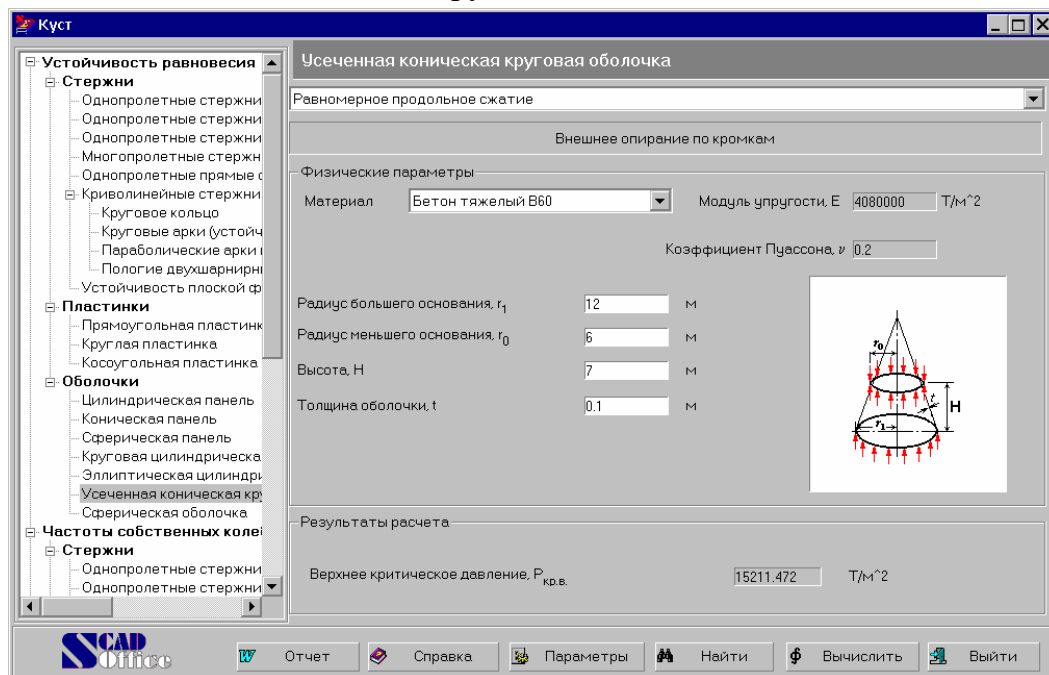 Куст
Устойчивость равновесия
Стержни
Однопролетные стержни
Однопролетные стержни
Однопролетные стержни
Многопролетные стержн
Однопролетные прямые с
Криволинейные стержни
Круговое кольцо
Круговые арки (устойч
Параболические арки
Пологие двухшарнирн
Устойчивость плоской ф
Пластинки
Прямоугольная пластинк
Круглая пластинка
Косоугольная пластинка
Оболочки
Цилиндрическая панель
Коническая панель
Сферическая панель
Круговая цилиндрическа
Эллиптическая цилиндри
Усеченная коническая кру
Сферическая оболочка
Частоты собственных колеб
Стержни
Однопролетные стержни
Однопролетные стержни
Усеченная коническая круговая оболочка
Равномерное продольное сжатие
Внешнее опирание по кромкам
Физические параметры
Материал Бетон тяжелый B60 Модуль упругости, E 4080000 Т/м^2
Коэффициент Пуассона, ν 0.2
Радиус большего основания, r1 12 м
Радиус меньшего основания, r0 6 м
Высота, H 7 м
Толщина оболочки, t 0.1 м
r0
t
H
r1
Результаты расчета
Верхнее критическое давление, Pкр.в. 15211.472 Т/м^2
SCAD Office
Отчет Справка Параметры Найти Вычислить Выйти